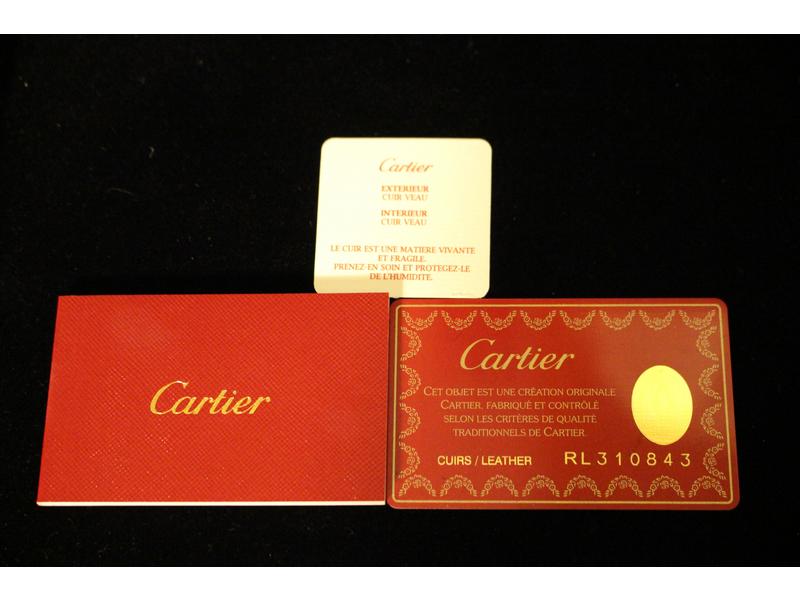 Cartier
EXTERIEUR
CUIR VEAU
INTERIEUR
CUIR VEAU
LE CUIR EST UNE MATIERE VIVANTE
ET FRAGILE.
PRENEZ-EN SOIN ET PROTEGEZ-LE
DE L'HUMIDITE.
Cartier
Cartier
CET OBJET EST UNE CRÉATION ORIGINALE
CARTIER, FABRIQUÉ ET CONTRÔLÉ
SELON LES CRITÈRES DE QUALITÉ
TRADITIONNELS DE CARTIER.
CUIRS / LEATHER RL310843